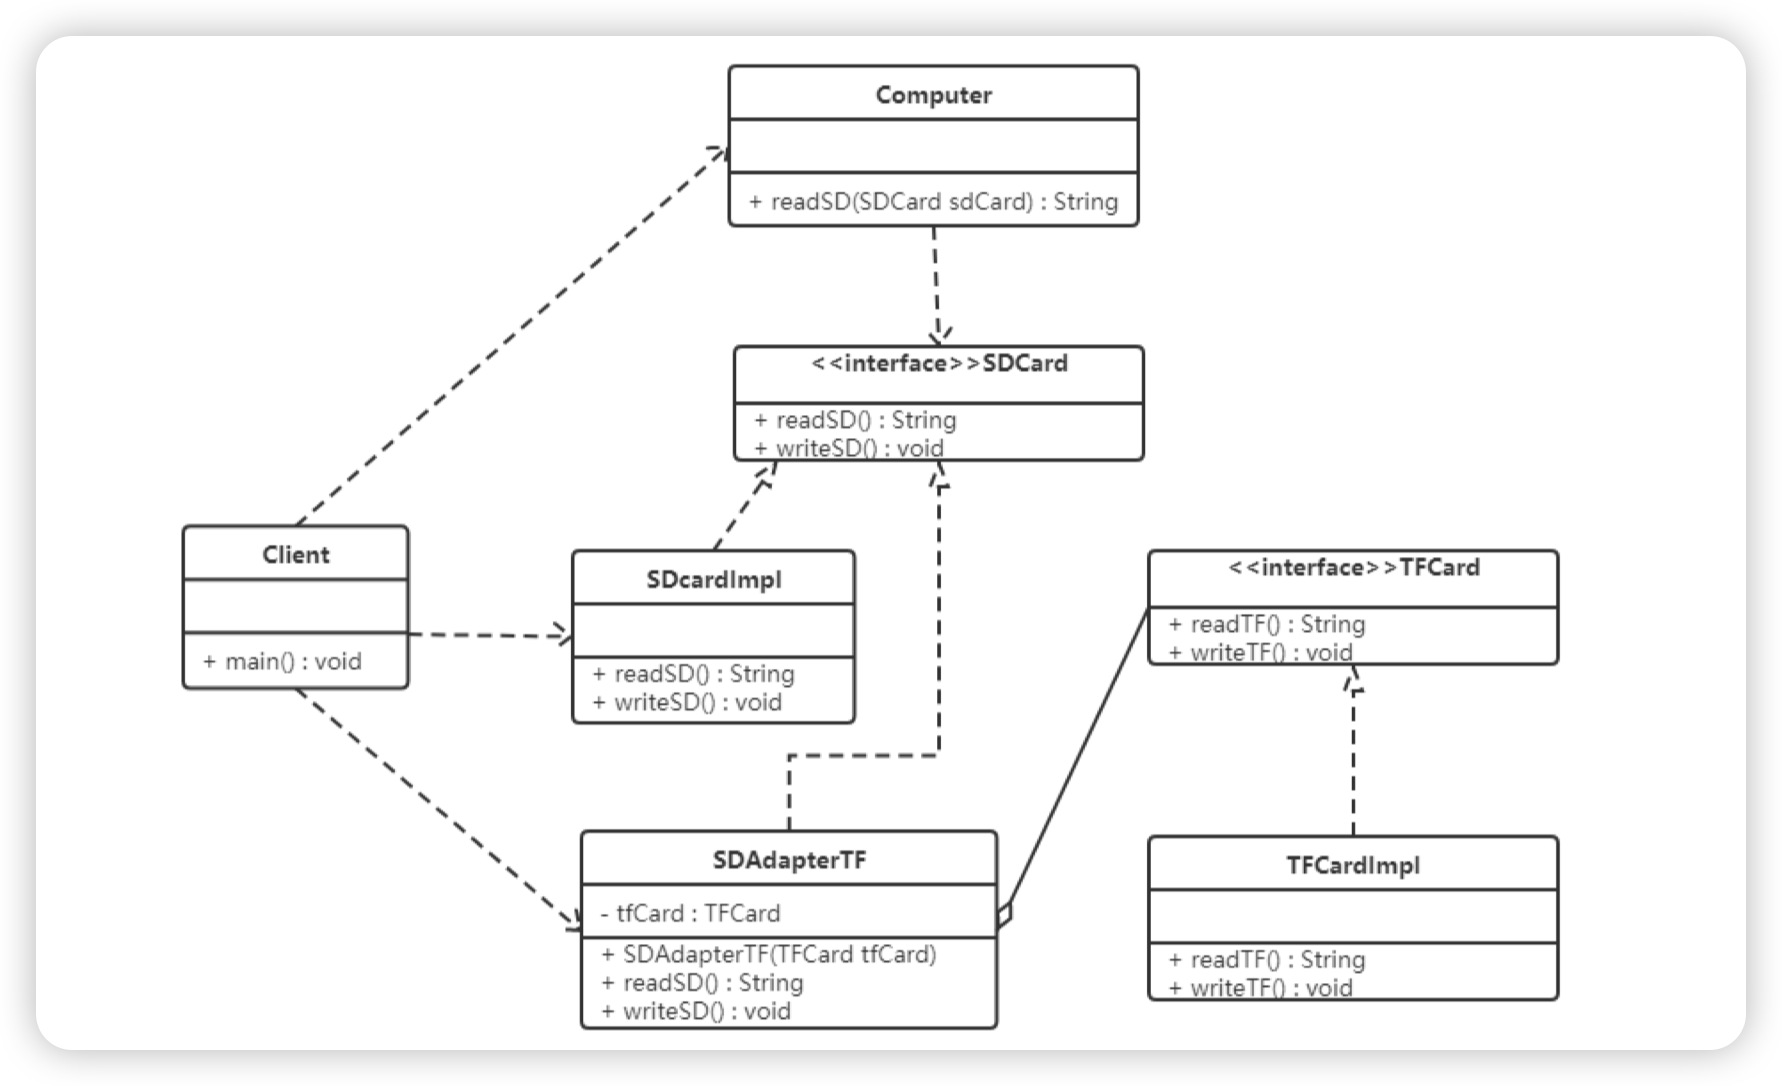 Computer
+ readSD(SDCard sdCard) : String
<<interface>>SDCard
+ readSD() : String
+ writeSD() : void
Client
+ main() : void
SDcardImpl
+ readSD() : String
+ writeSD() : void
<<interface>>TFCard
+ readTF() : String
+ writeTF() : void
SDAdapterTF
- tfCard : TFCard
+ SDAdapterTF(TFCard tfCard)
+ readSD() : String
+ writeSD() : void
TFCardImpl
+ readTF() : String
+ writeTF() : void